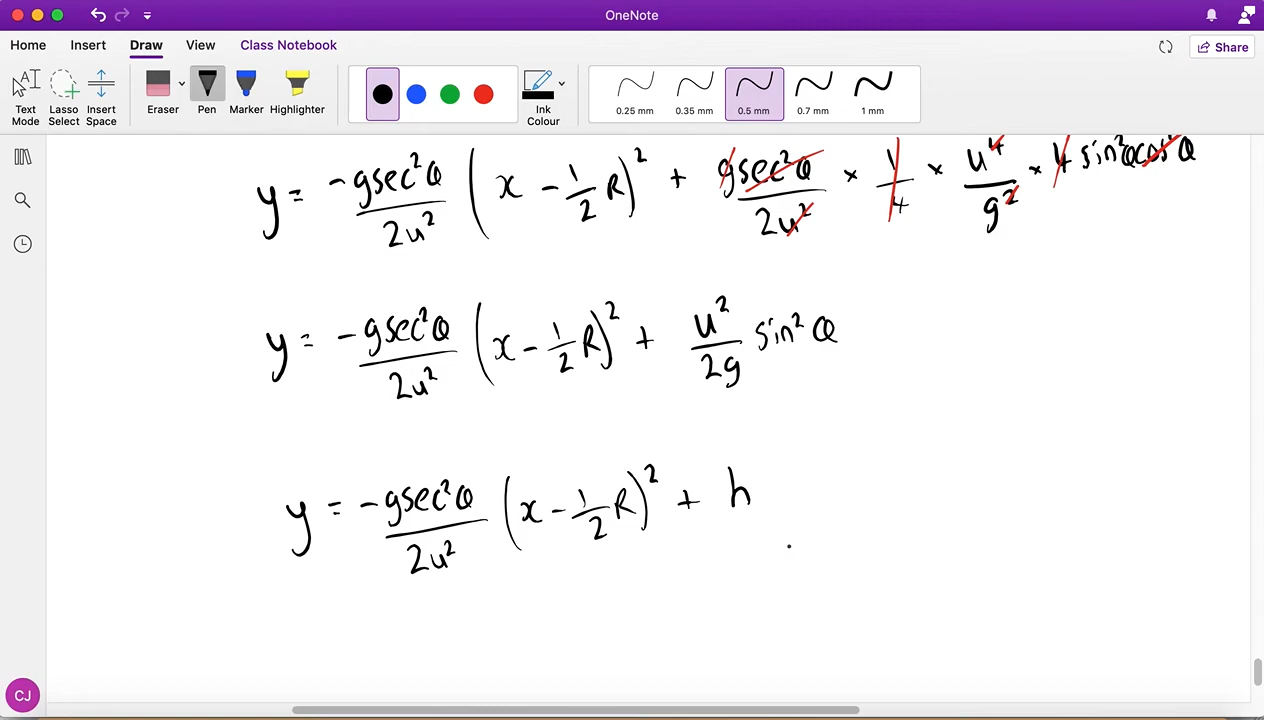 OneNote
Home Insert Draw View Class Notebook Share
Text Mode Lasso Select Insert Space Eraser Pen Marker Highlighter Ink Colour 0.25 mm 0.35 mm 0.5 mm 0.7 mm 1 mm
y = -gsec²θ/2u² (x - 1/2 R)² + gsec²θ/2u² × 1/4 × u⁴/g² × 4 sin²θcos²θ
y = -gsec²θ/2u² (x - 1/2 R)² + u²/2g sin²θ
y = -gsec²θ/2u² (x - 1/2 R)² + h
CJ